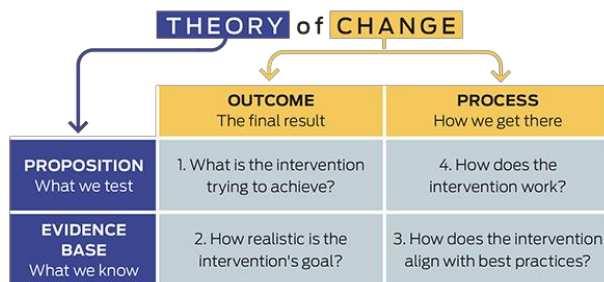 THEORY of CHANGE
OUTCOME
The final result
PROCESS
How we get there
PROPOSITION
What we test
1. What is the intervention
trying to achieve?
4. How does the
intervention work?
EVIDENCE
BASE
What we know
2. How realistic is the
intervention's goal?
3. How does the intervention
align with best practices?